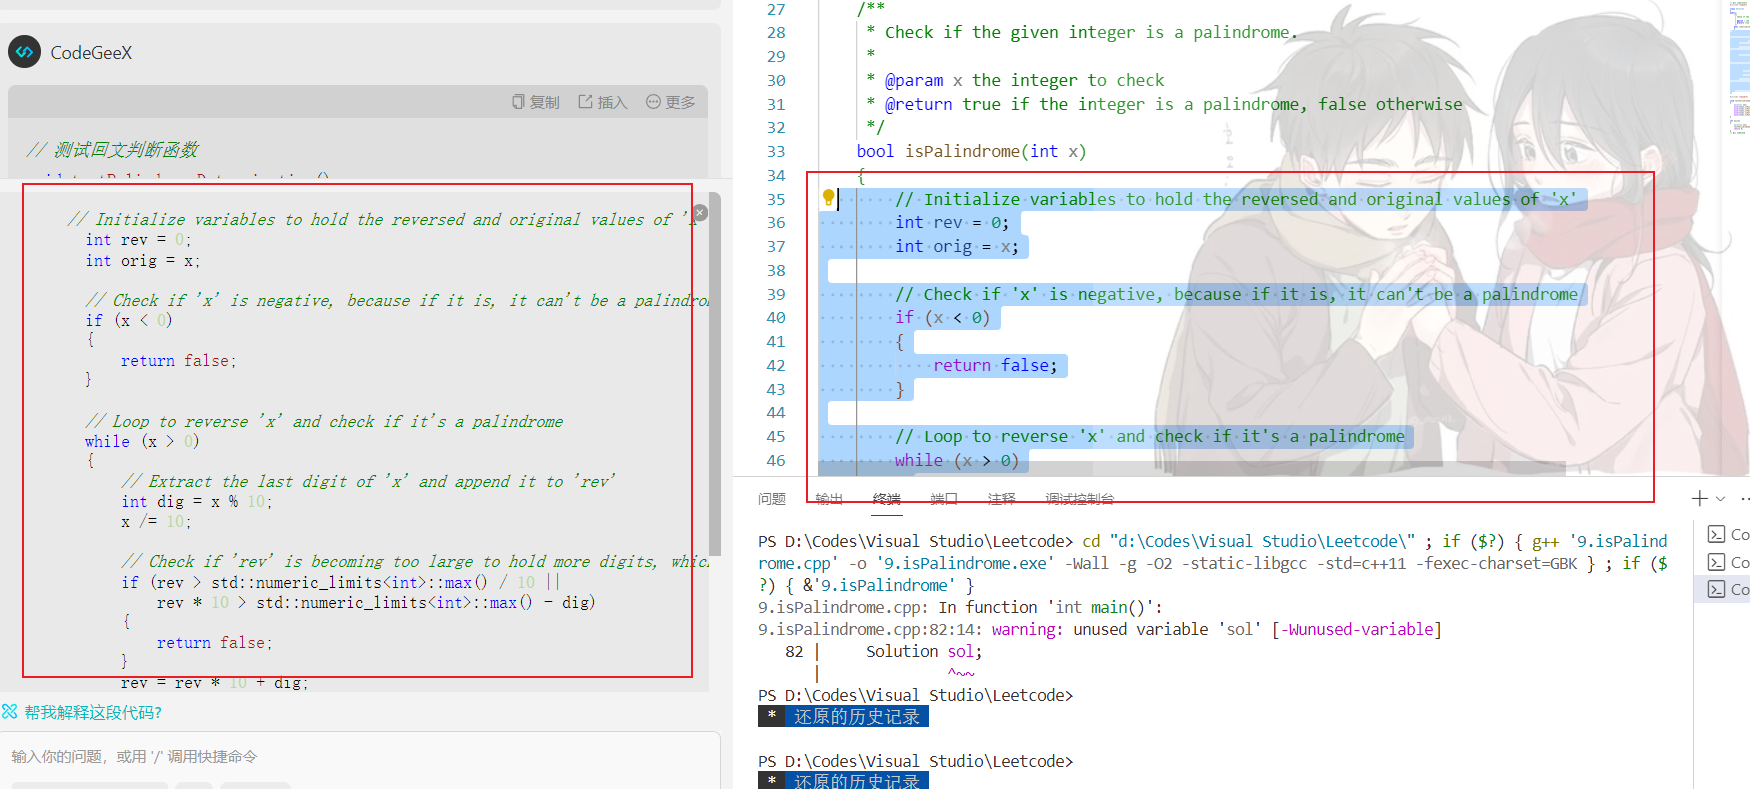 CodeGeeX
复制 插入 更多
// 测试回文判断函数
// Initialize variables to hold the reversed and original values of 'x'
int rev = 0;
int orig = x;
// Check if 'x' is negative, because if it is, it can't be a palindro
if (x < 0)
{
return false;
}
// Loop to reverse 'x' and check if it's a palindrome
while (x > 0)
{
// Extract the last digit of 'x' and append it to 'rev'
int dig = x % 10;
x /= 10;
// Check if 'rev' is becoming too large to hold more digits, whic
if (rev > std::numeric_limits<int>::max() / 10 ||
rev * 10 > std::numeric_limits<int>::max() - dig)
{
return false;
}
rev = rev * 10 + dig;
帮我解释这段代码?
输入你的问题，或用 '/' 调用快捷命令
27 /**
28 * Check if the given integer is a palindrome.
29 *
30 * @param x the integer to check
31 * @return true if the integer is a palindrome, false otherwise
32 */
33 bool isPalindrome(int x)
34 {
35 // Initialize variables to hold the reversed and original values of 'x'
36 int rev = 0;
37 int orig = x;
38
39 // Check if 'x' is negative, because if it is, it can't be a palindrome
40 if (x < 0)
41 {
42 return false;
43 }
44
45 // Loop to reverse 'x' and check if it's a palindrome
46 while (x > 0)
问题 输出 终端 端口 注释 调试控制台
PS D:\Codes\Visual Studio\Leetcode> cd "d:\Codes\Visual Studio\Leetcode\" ; if ($?) { g++ '9.isPalind
rome.cpp' -o '9.isPalindrome.exe' -Wall -g -O2 -static-libgcc -std=c++11 -fexec-charset=GBK } ; if ($
?) { &'9.isPalindrome' }
9.isPalindrome.cpp: In function 'int main()':
9.isPalindrome.cpp:82:14: warning: unused variable 'sol' [-Wunused-variable]
82 | Solution sol;
| ^~~
PS D:\Codes\Visual Studio\Leetcode>
* 还原的历史记录
PS D:\Codes\Visual Studio\Leetcode>
* 还原的历史记录
Co
Co
Co